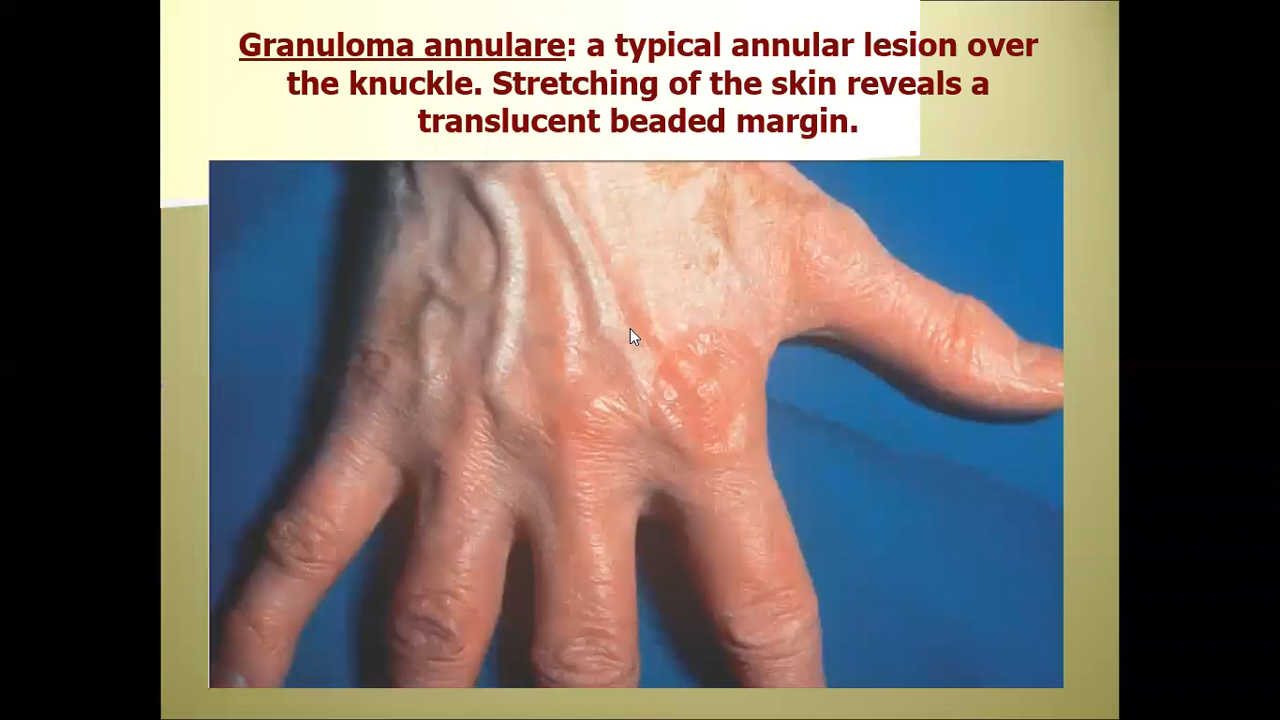 Granuloma annulare: a typical annular lesion over
the knuckle. Stretching of the skin reveals a
translucent beaded margin.